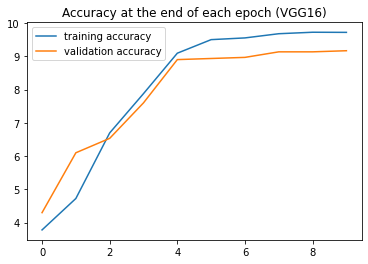 Accuracy at the end of each epoch (VGG16)
training accuracy
validation accuracy
10
9
8
7
6
5
4
0 2 4 6 8